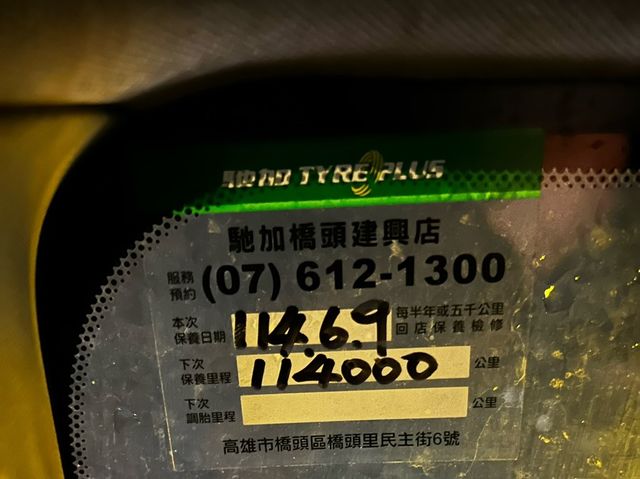 馳加 TYRE PLUS
馳加橋頭建興店
服務預約 (07) 612-1300
本次保養日期 114.6.9 每半年或五千公里回店保養檢修
下次保養里程 114000 公里
下次調胎里程 公里
高雄市橋頭區橋頭里民主街6號